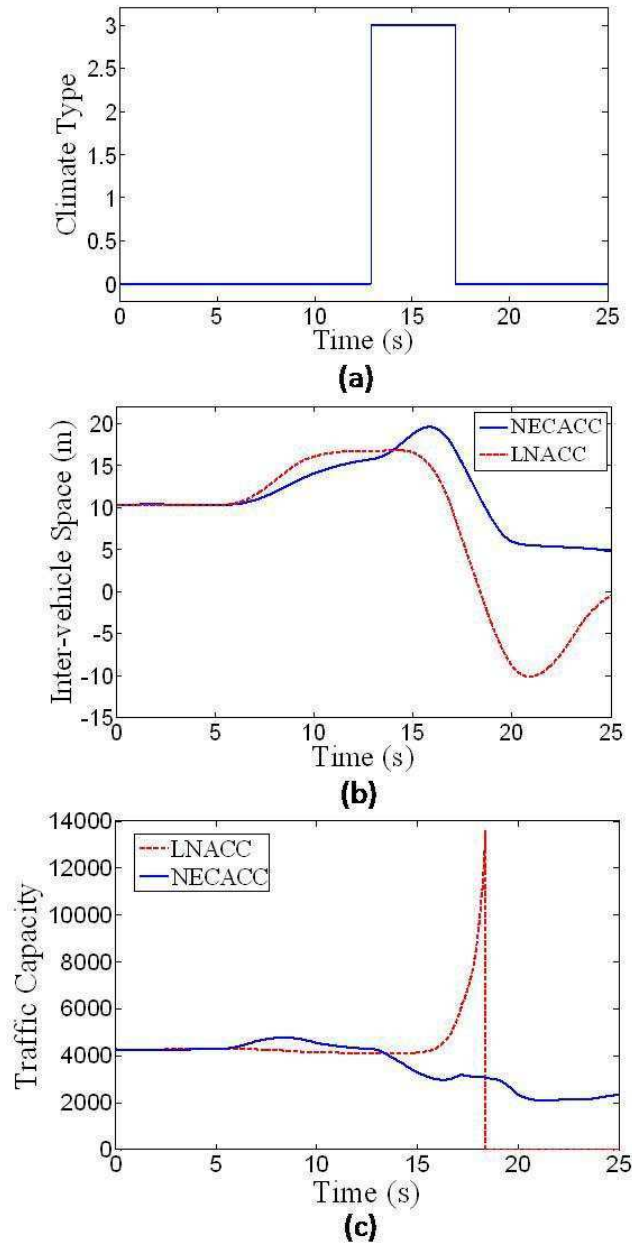 3
2.5
2
1.5
1
0.5
0
Climate Type
0 5 10 15 20 25
Time (s)
(a)
20
15
10
5
0
-5
-10
-15
Inter-vehicle Space (m)
NECACC
LNACC
0 5 10 15 20 25
Time (s)
(b)
14000
12000
10000
8000
6000
4000
2000
0
Traffic Capacity
LNACC
NECACC
0 5 10 15 20 25
Time (s)
(c)